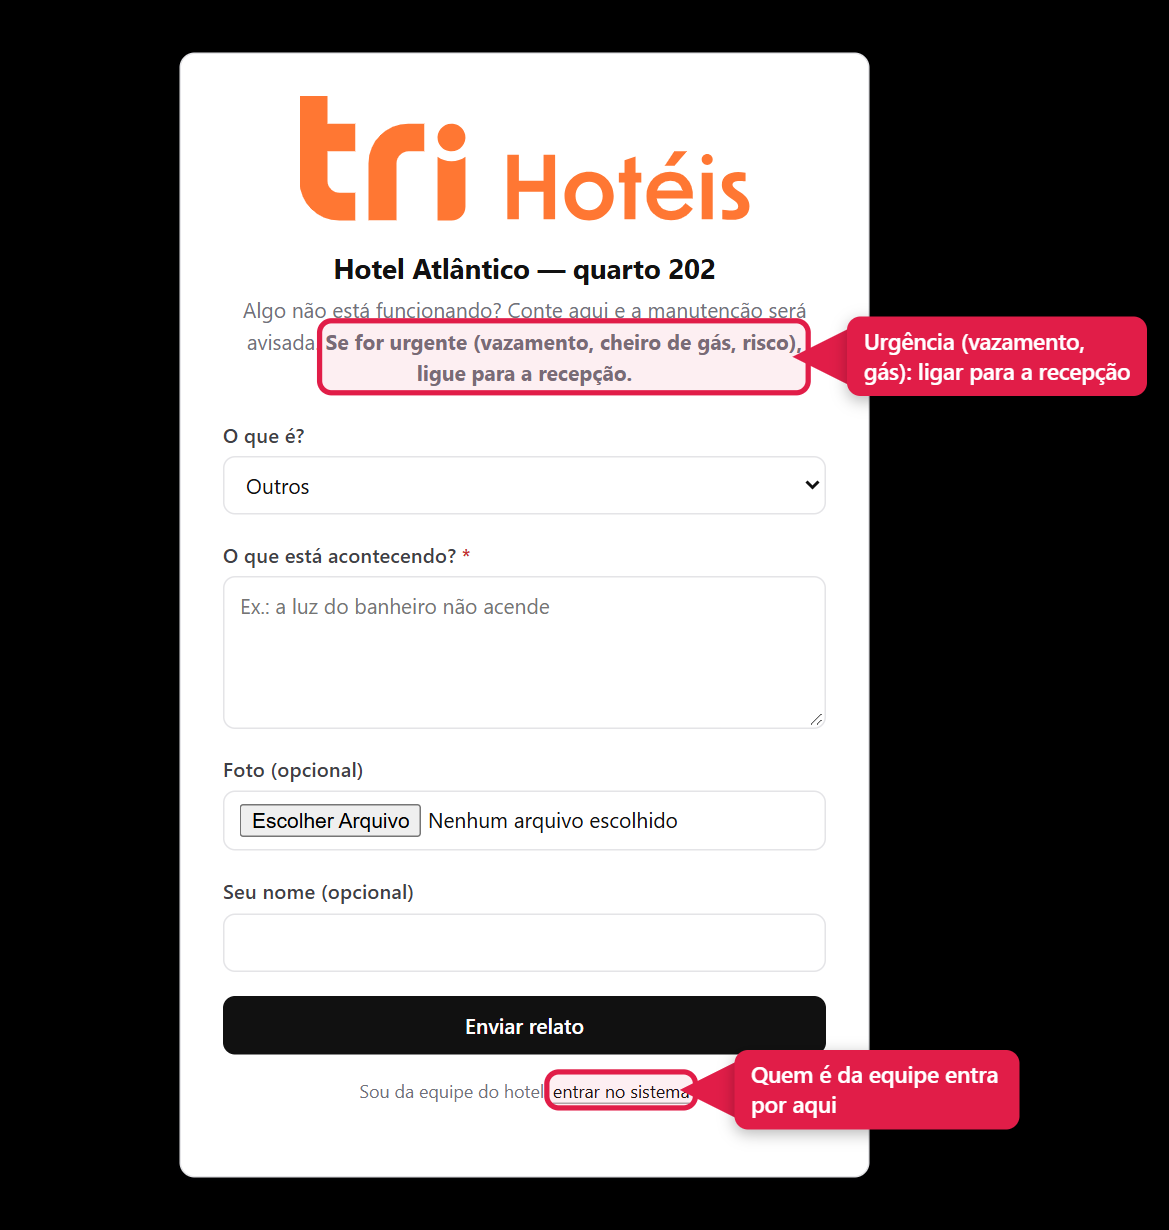 tri Hotéis
Hotel Atlântico — quarto 202
Algo não está funcionando? Conte aqui e a manutenção será
avisada. Se for urgente (vazamento, cheiro de gás, risco),
ligue para a recepção.
Urgência (vazamento,
gás): ligar para a recepção
O que é?
Outros
O que está acontecendo? *
Ex.: a luz do banheiro não acende
Foto (opcional)
Escolher Arquivo Nenhum arquivo escolhido
Seu nome (opcional)
Enviar relato
Sou da equipe do hotel entrar no sistema
Quem é da equipe entra
por aqui